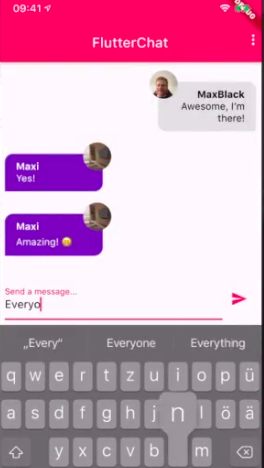 09:41
FlutterChat
MaxBlack
Awesome, I'm
there!
Maxi
Yes!
Maxi
Amazing! 😊
Send a message...
Everyo
„Every“
Everyone
Everything
q w e r t z u i o p ü
a s d f g h j n l ö ä
y x c v b m